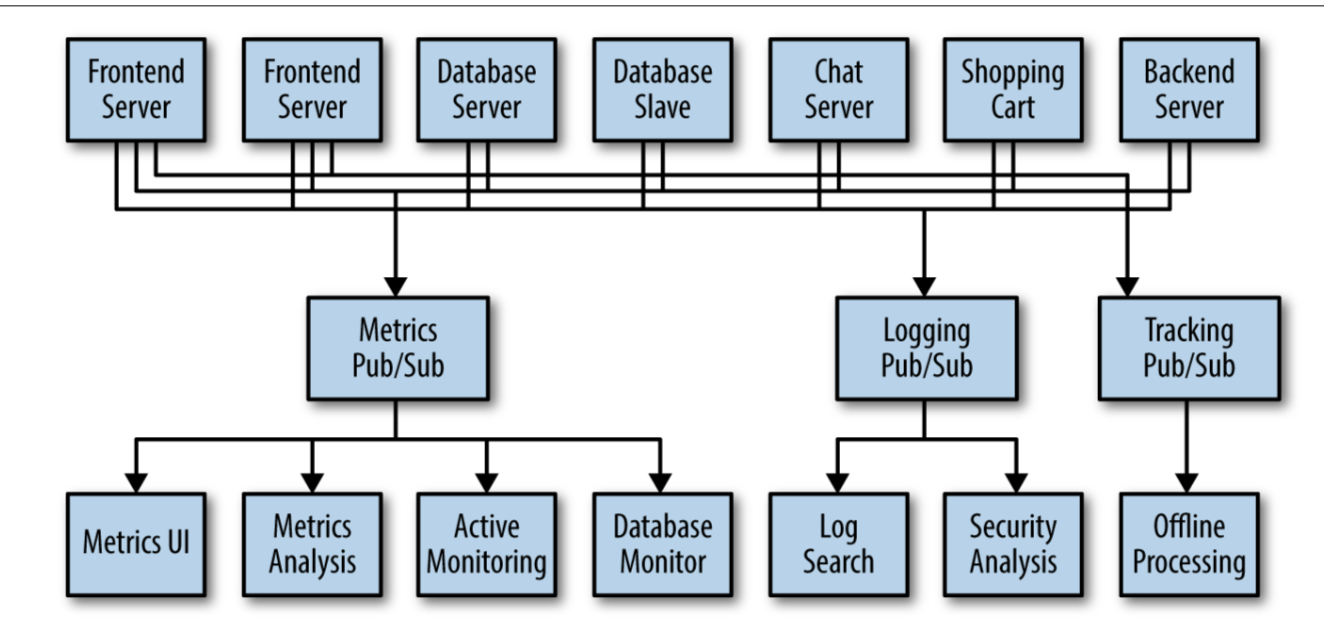 Frontend
Server
Frontend
Server
Database
Server
Database
Slave
Chat
Server
Shopping
Cart
Backend
Server
Metrics
Pub/Sub
Logging
Pub/Sub
Tracking
Pub/Sub
Metrics UI
Metrics
Analysis
Active
Monitoring
Database
Monitor
Log
Search
Security
Analysis
Offline
Processing